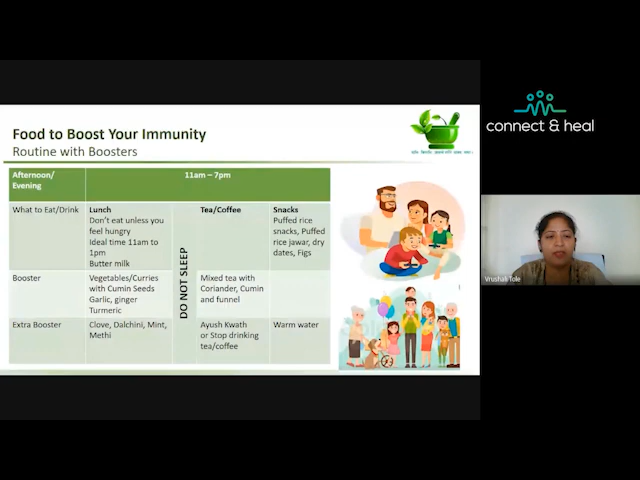 Food to Boost Your Immunity
Routine with Boosters
Afternoon/
Evening
11am – 7pm
What to Eat/Drink
Lunch
Don't eat unless you
feel hungry
Ideal time 11am to
1pm
Butter milk
DO NOT SLEEP
Tea/Coffee
Snacks
Puffed rice
snacks, Puffed
rice jawar, dry
dates, Figs
Booster
Vegetables/Curries
with Cumin Seeds
Garlic, ginger
Turmeric
Mixed tea with
Coriander, Cumin
and funnel
Extra Booster
Clove, Dalchini, Mint,
Methi
Ayush Kwath
or Stop drinking
tea/coffee
Warm water
connect & heal
Vrushali Tole